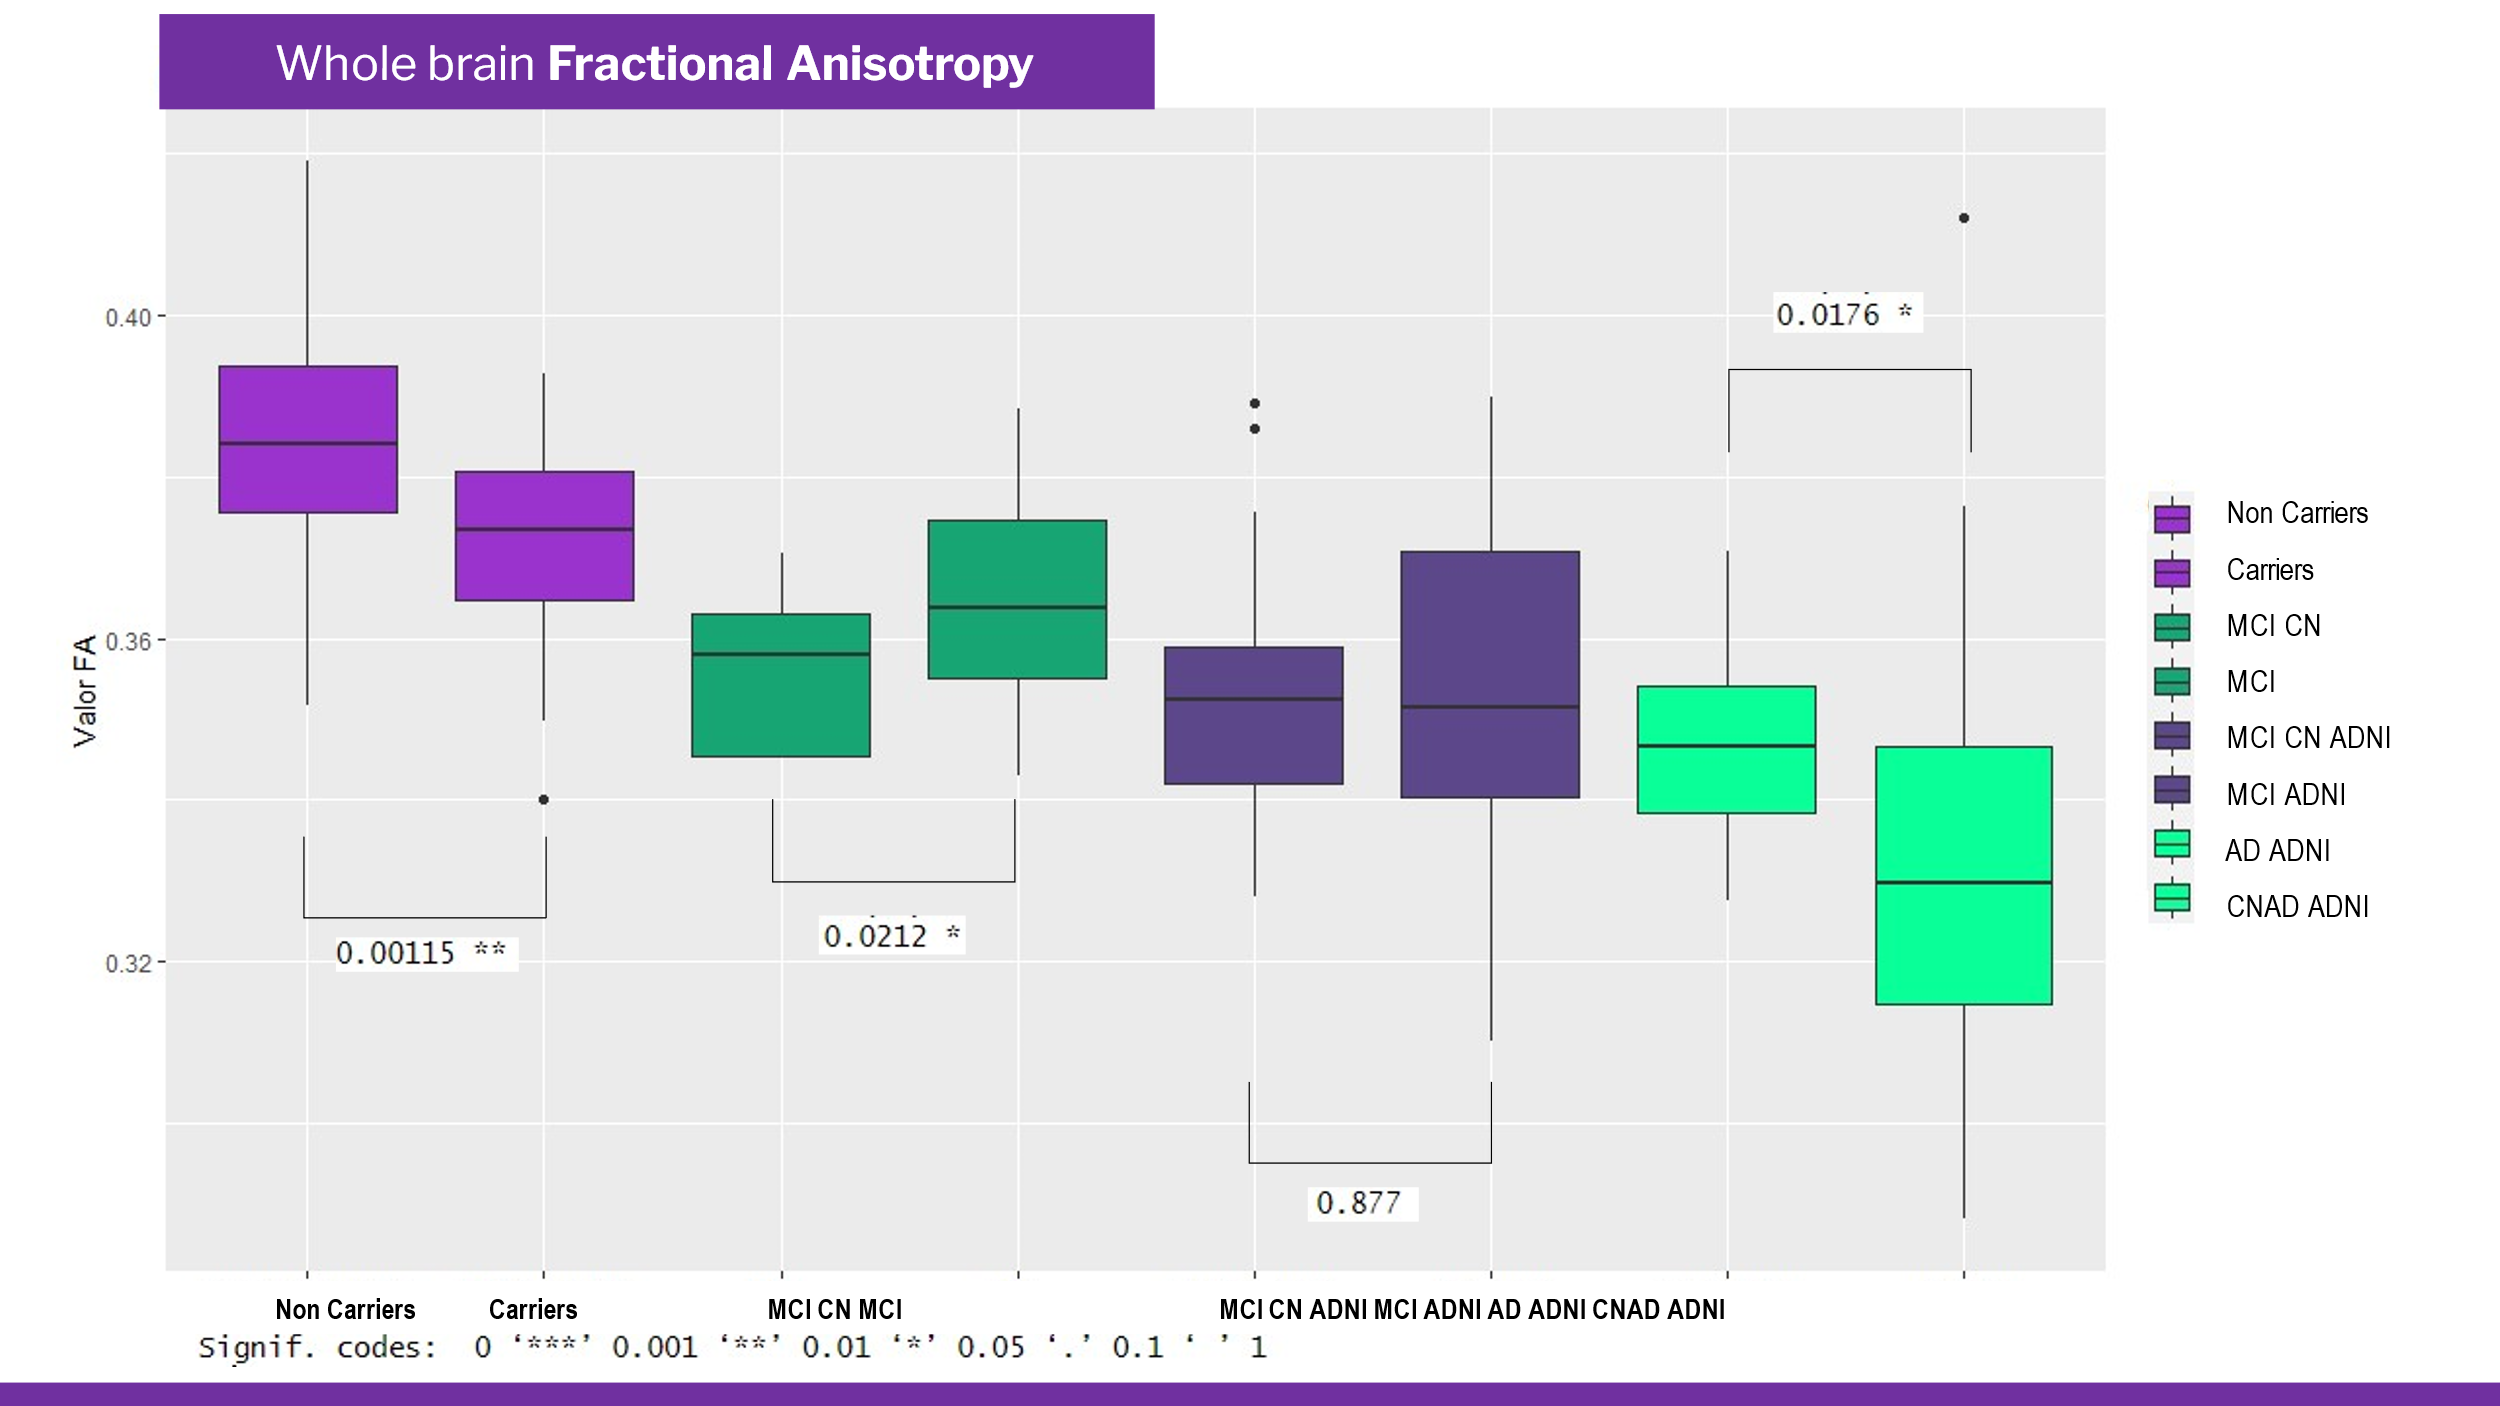 Whole brain Fractional Anisotropy
0.40
0.36
0.32
Valor FA
0.0176 *
0.00115 **
0.0212 *
0.877
Non Carriers
Carriers
MCI CN
MCI
MCI CN ADNI
MCI ADNI
AD ADNI
CNAD ADNI
Non Carriers Carriers MCI CN MCI MCI CN ADNI MCI ADNI AD ADNI CNAD ADNI
Signif. codes: 0 ‘***’ 0.001 ‘**’ 0.01 ‘*’ 0.05 ‘.’ 0.1 ‘ ’ 1